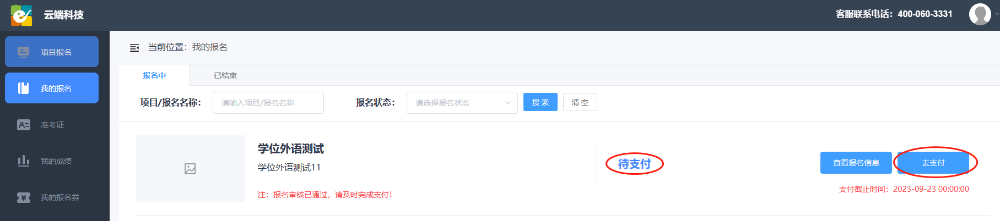 云端科技
客服联系电话：400-060-3331
项目报名
我的报名
准考证
我的成绩
我的报名券
当前位置：我的报名
报名中
已结束
项目/报名名称：
请输入项目/报名名称
报名状态：
请选择报名状态
搜 索
清 空
学位外语测试
学位外语测试11
注：报名审核已通过，请及时完成支付！
待支付
查看报名信息
去支付
支付截止时间：2023-09-23 00:00:00